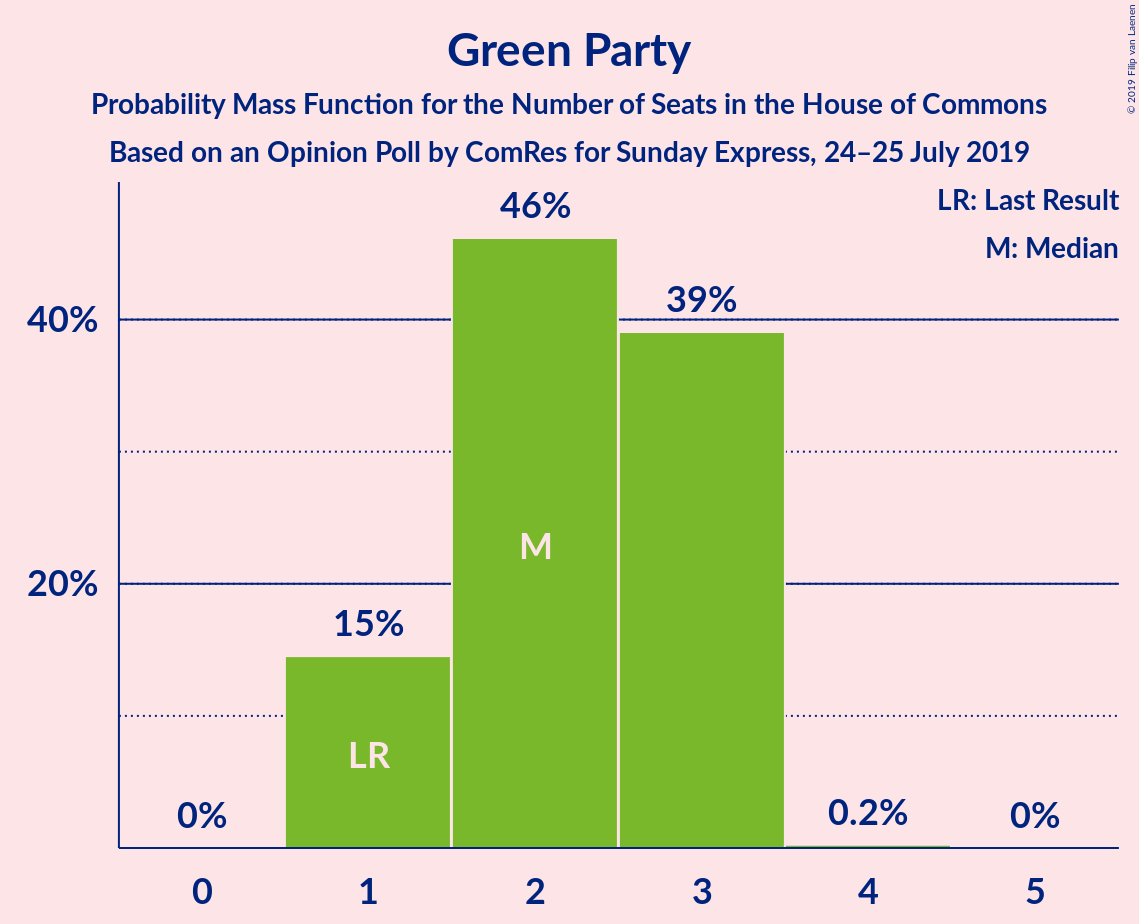 Green Party
Probability Mass Function for the Number of Seats in the House of Commons
Based on an Opinion Poll by ComRes for Sunday Express, 24–25 July 2019
© 2019 Filip van Laenen
LR: Last Result
M: Median
46%
39%
40%
M
20%
15%
LR
0%
0.2%
0%
0 1 2 3 4 5